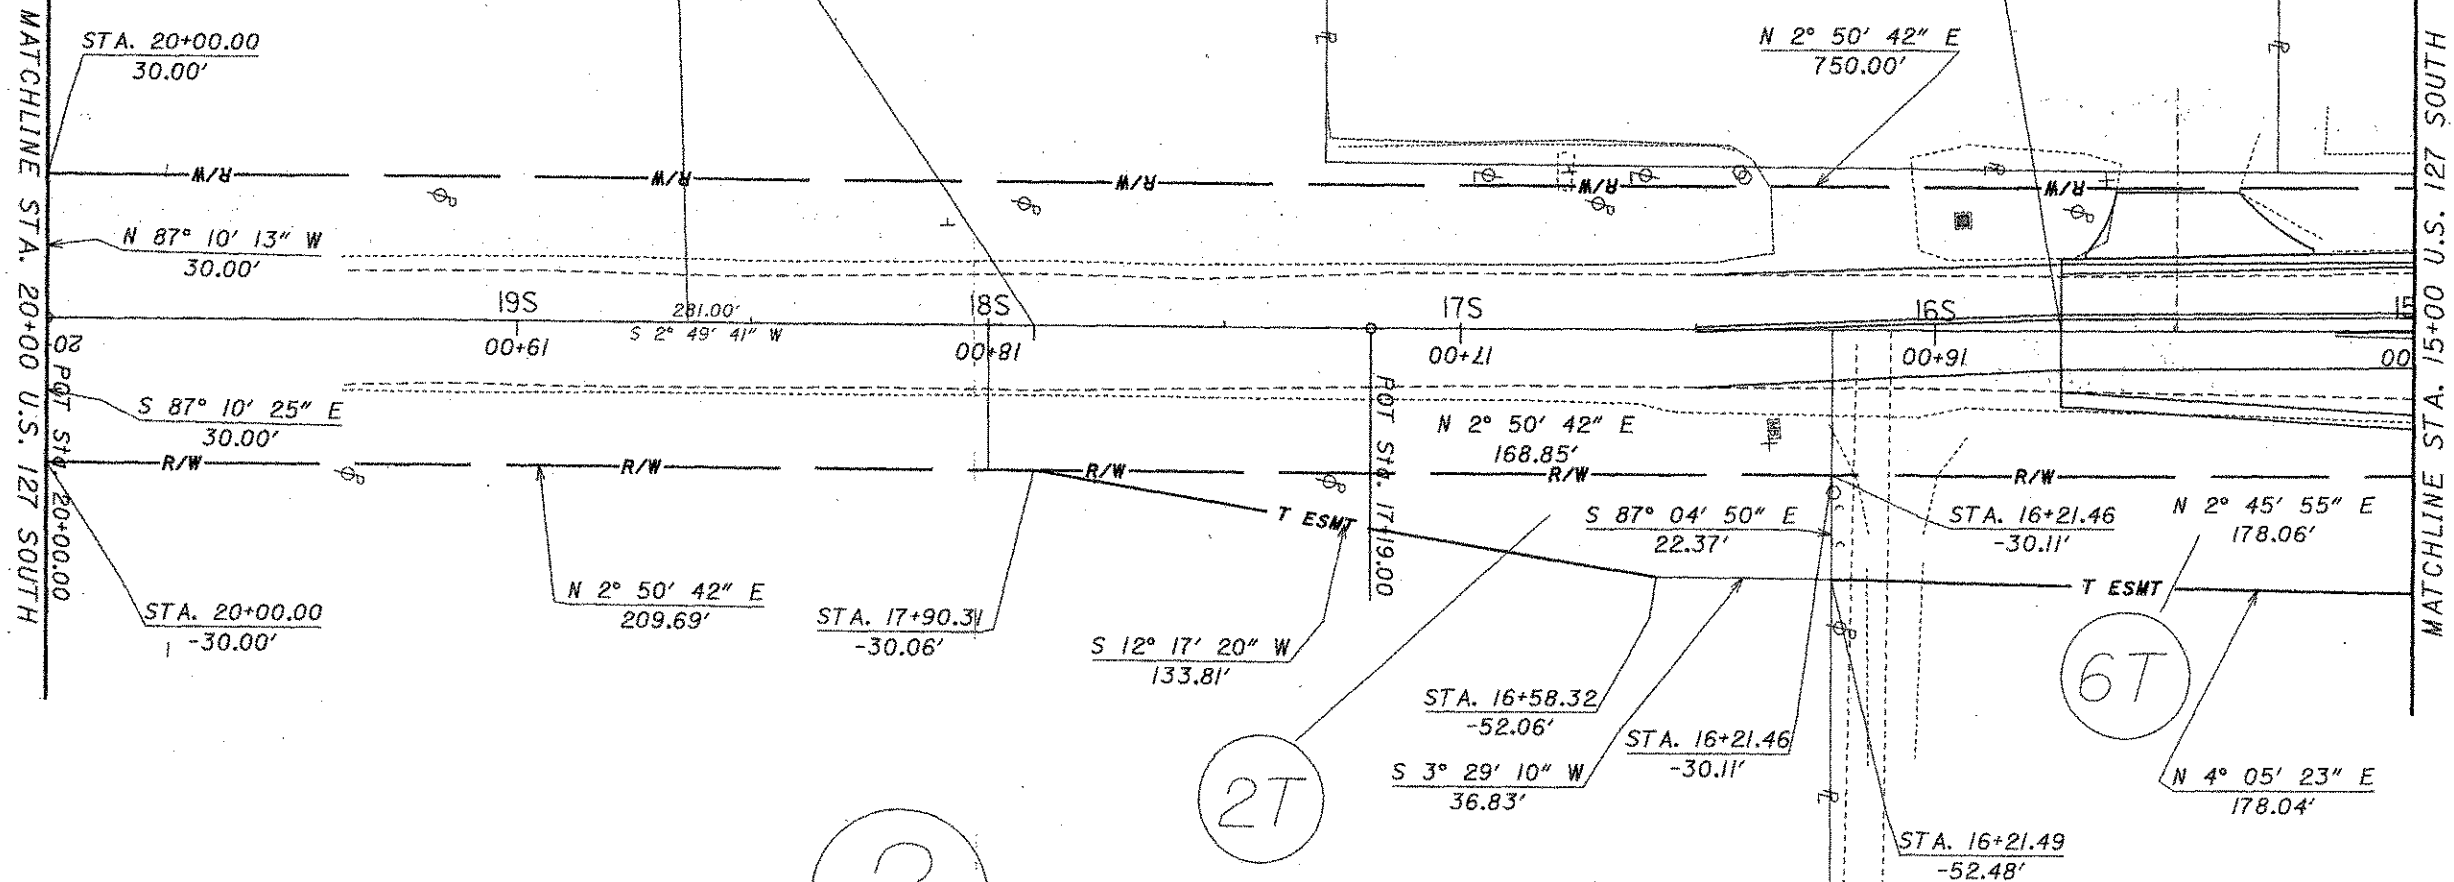 MATCHLINE STA. 20+00 U.S. 127 SOUTH
STA. 20+00.00
30.00'
N 2° 50' 42" E
750.00'
MATCHLINE STA. 15+00 U.S. 127 SOUTH
R/W
R/W
R/W
R/W
R/W
N 87° 10' 13" W
30.00'
19S
281.00'
S 2° 49' 41" W
18S
17S
16S
15
20
19+00
18+00
17+00
16+00
00
POT Sta. 20+00.00
S 87° 10' 25" E
30.00'
POT Sta. 17+19.00
N 2° 50' 42" E
168.85'
R/W
R/W
R/W
R/W
R/W
T ESMT
S 87° 04' 50" E
22.37'
STA. 16+21.46
-30.11'
N 2° 45' 55" E
178.06'
STA. 20+00.00
-30.00'
N 2° 50' 42" E
209.69'
STA. 17+90.31
-30.06'
S 12° 17' 20" W
133.81'
T ESMT
6T
STA. 16+58.32
-52.06'
STA. 16+21.46
-30.11'
S 3° 29' 10" W
36.83'
2T
N 4° 05' 23" E
178.04'
STA. 16+21.49
-52.48'